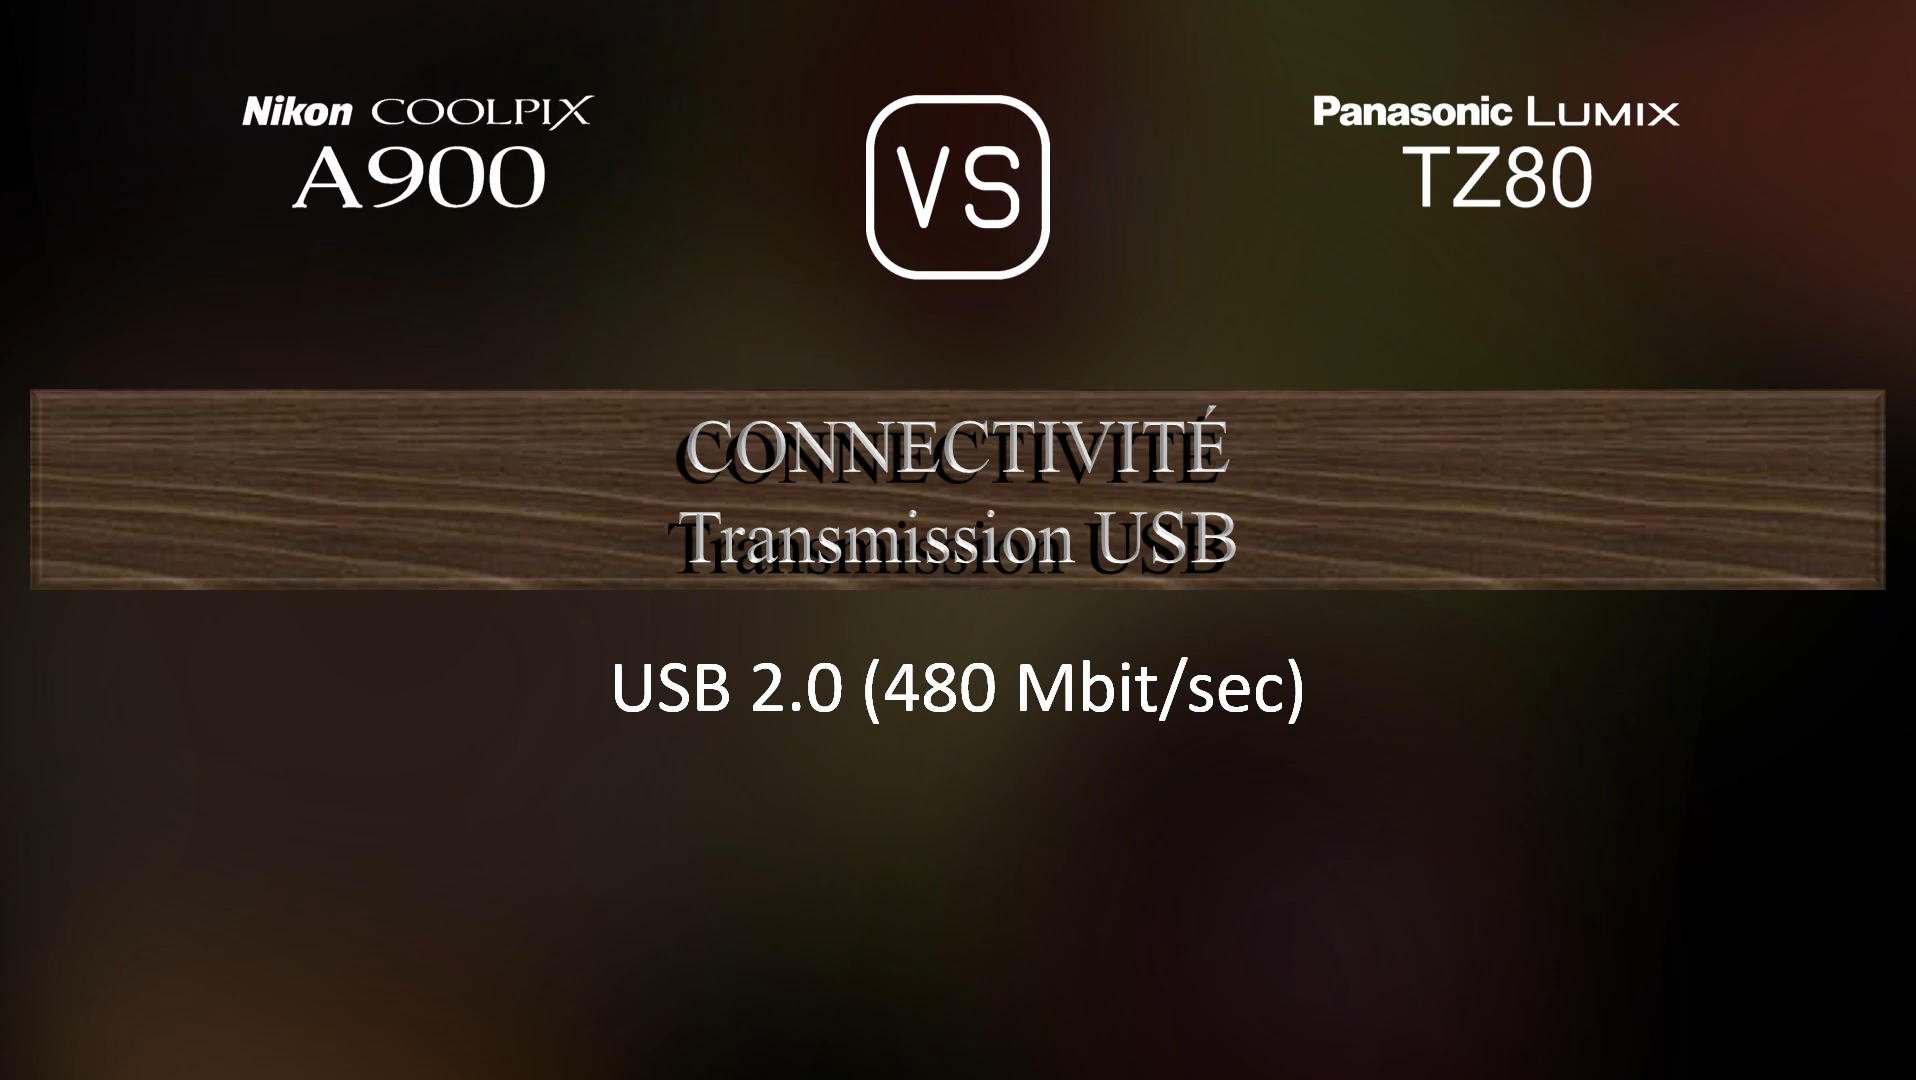 Nikon COOLPIX
A900
VS
Panasonic LUMIX
TZ80
CONNECTIVITÉ
Transmission USB
USB 2.0 (480 Mbit/sec)